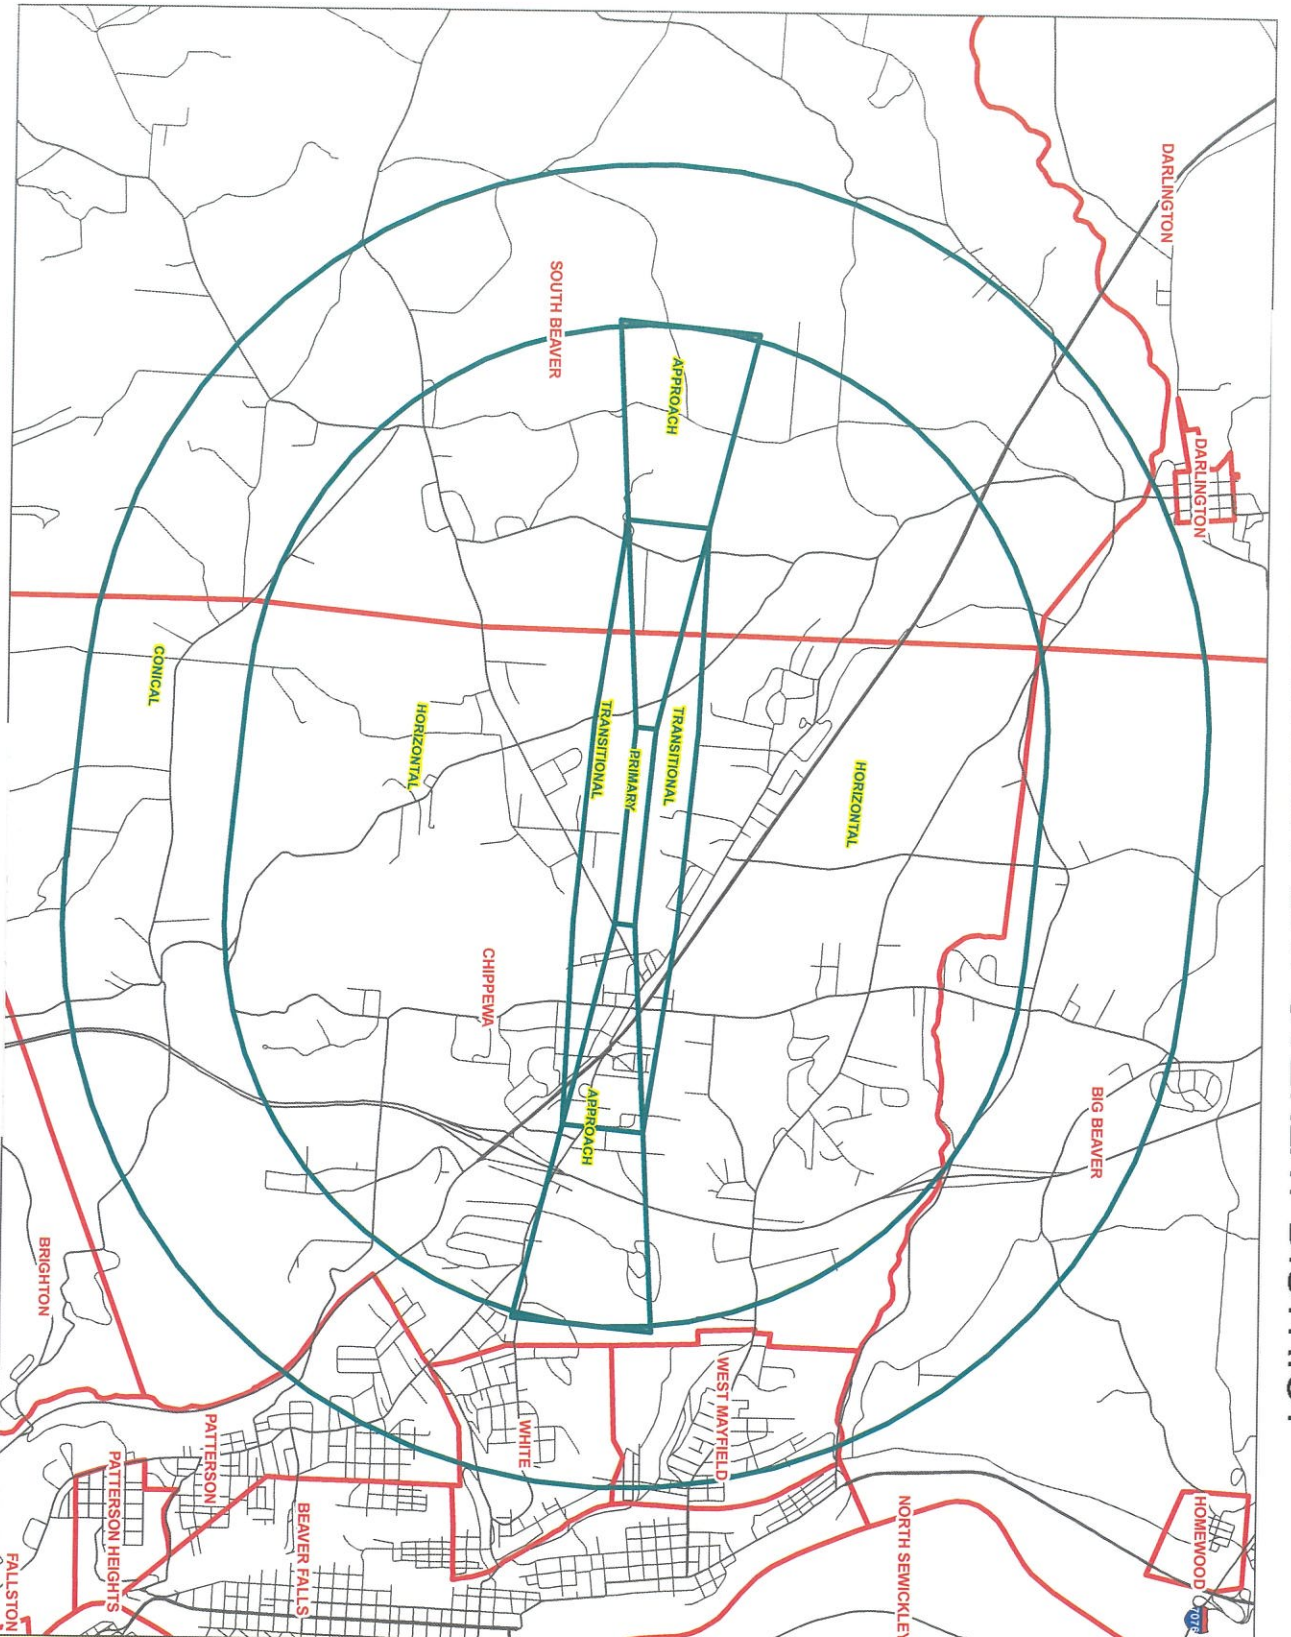 DARLINGTON
HOMEWOOD
7076
DARLINGTON
BIG BEAVER
NORTH SEWICKLEY
HORIZONTAL
WEST MAYFIELD
APPROACH
TRANSITIONAL
PRIMARY
TRANSITIONAL
APPROACH
SOUTH BEAVER
WHITE
CHIPPEWA
HORIZONTAL
BEAVER FALLS
PATTERSON
CONICAL
PATTERSON HEIGHTS
BRIGHTON
FALLSTON